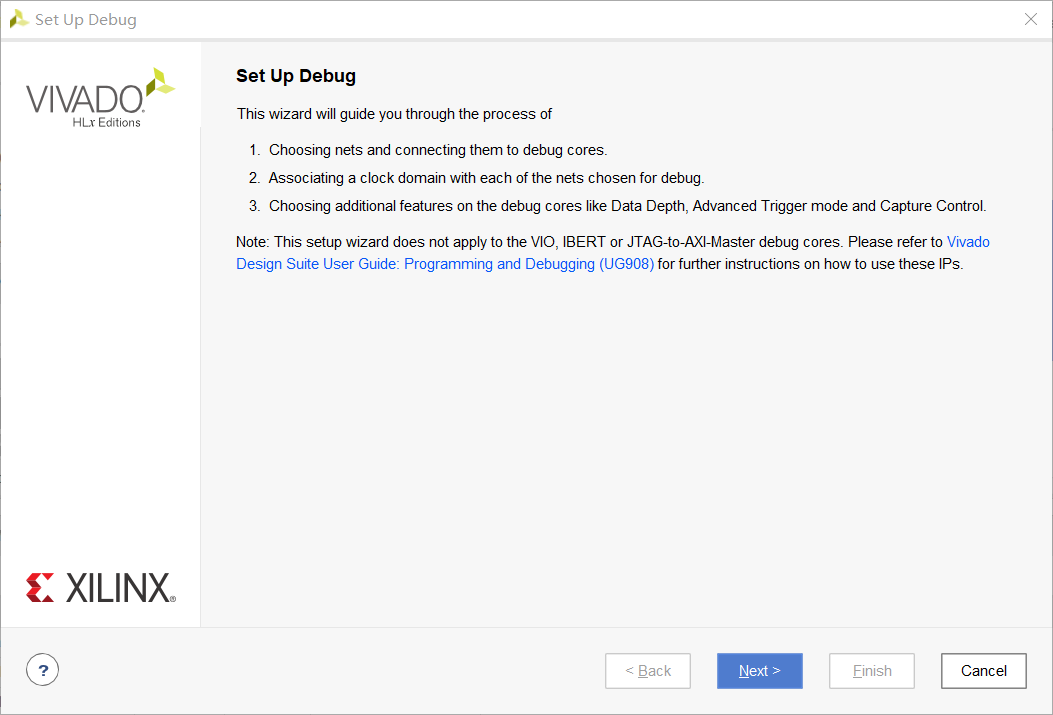 Set Up Debug
VIVADO.
HLx Editions
Set Up Debug
This wizard will guide you through the process of
1. Choosing nets and connecting them to debug cores.
2. Associating a clock domain with each of the nets chosen for debug.
3. Choosing additional features on the debug cores like Data Depth, Advanced Trigger mode and Capture Control.
Note: This setup wizard does not apply to the VIO, IBERT or JTAG-to-AXI-Master debug cores. Please refer to Vivado
Design Suite User Guide: Programming and Debugging (UG908) for further instructions on how to use these IPs.
XILINX®
?
< Back
Next >
Finish
Cancel